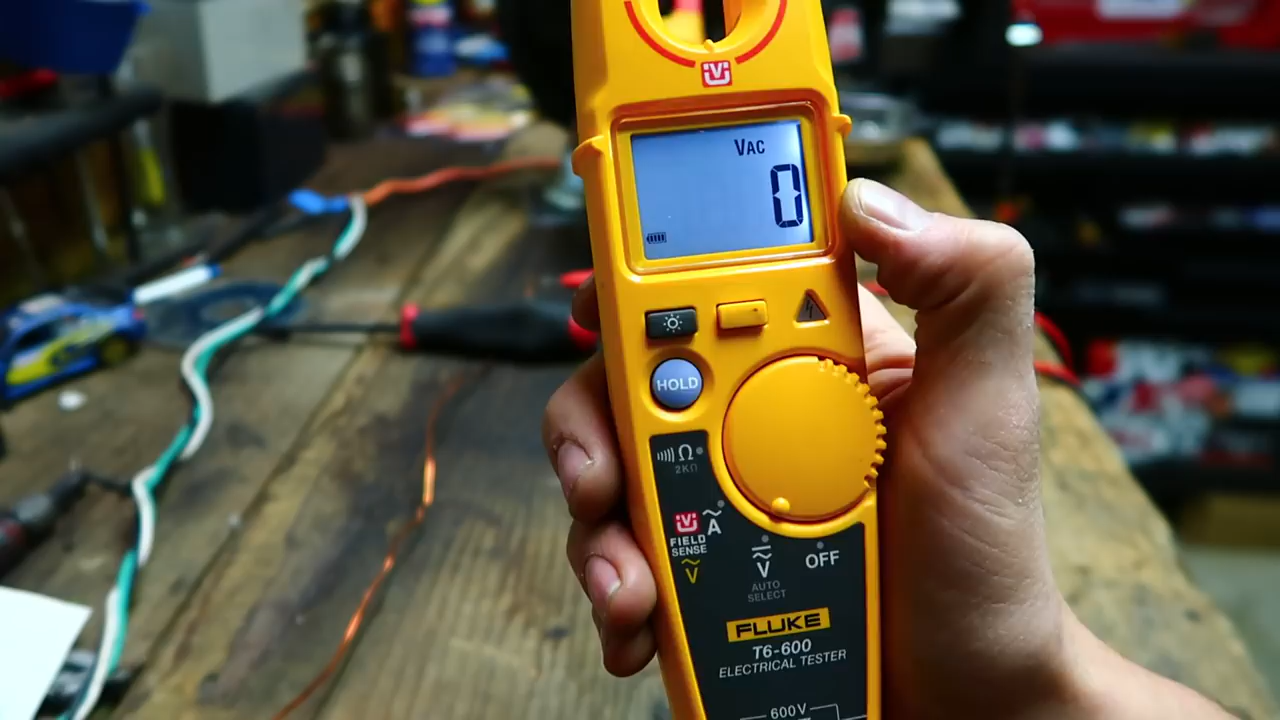 V
VAC
0
HOLD
Ω
2KΩ
V
A
FIELD
SENSE
V
V
AUTO
SELECT
OFF
FLUKE
T6-600
ELECTRICAL TESTER
600V